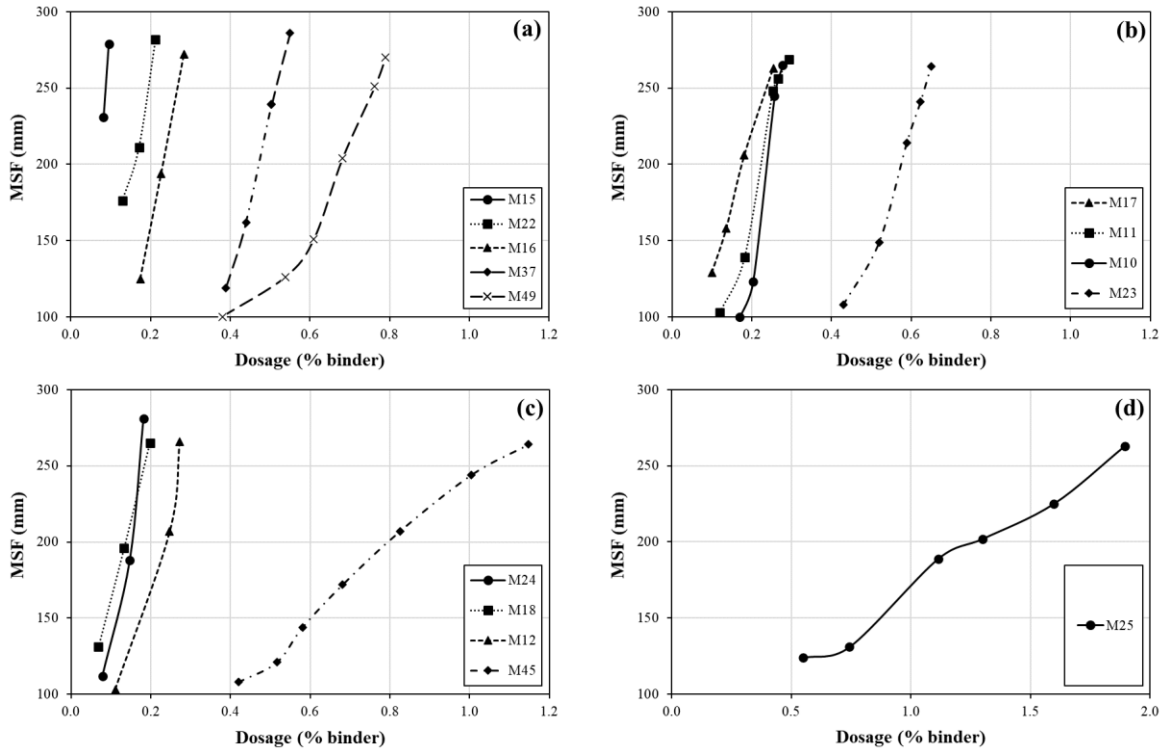 (a)
300
250
200
150
100
MSF (mm)
M15
M22
M16
M37
M49
0.0 0.2 0.4 0.6 0.8 1.0 1.2
Dosage (% binder)
(b)
300
250
200
150
100
MSF (mm)
M17
M11
M10
M23
0.0 0.2 0.4 0.6 0.8 1.0 1.2
Dosage (% binder)
(c)
300
250
200
150
100
MSF (mm)
M24
M18
M12
M45
0.0 0.2 0.4 0.6 0.8 1.0 1.2
Dosage (% binder)
(d)
300
250
200
150
100
MSF (mm)
M25
0.0 0.5 1.0 1.5 2.0
Dosage (% binder)